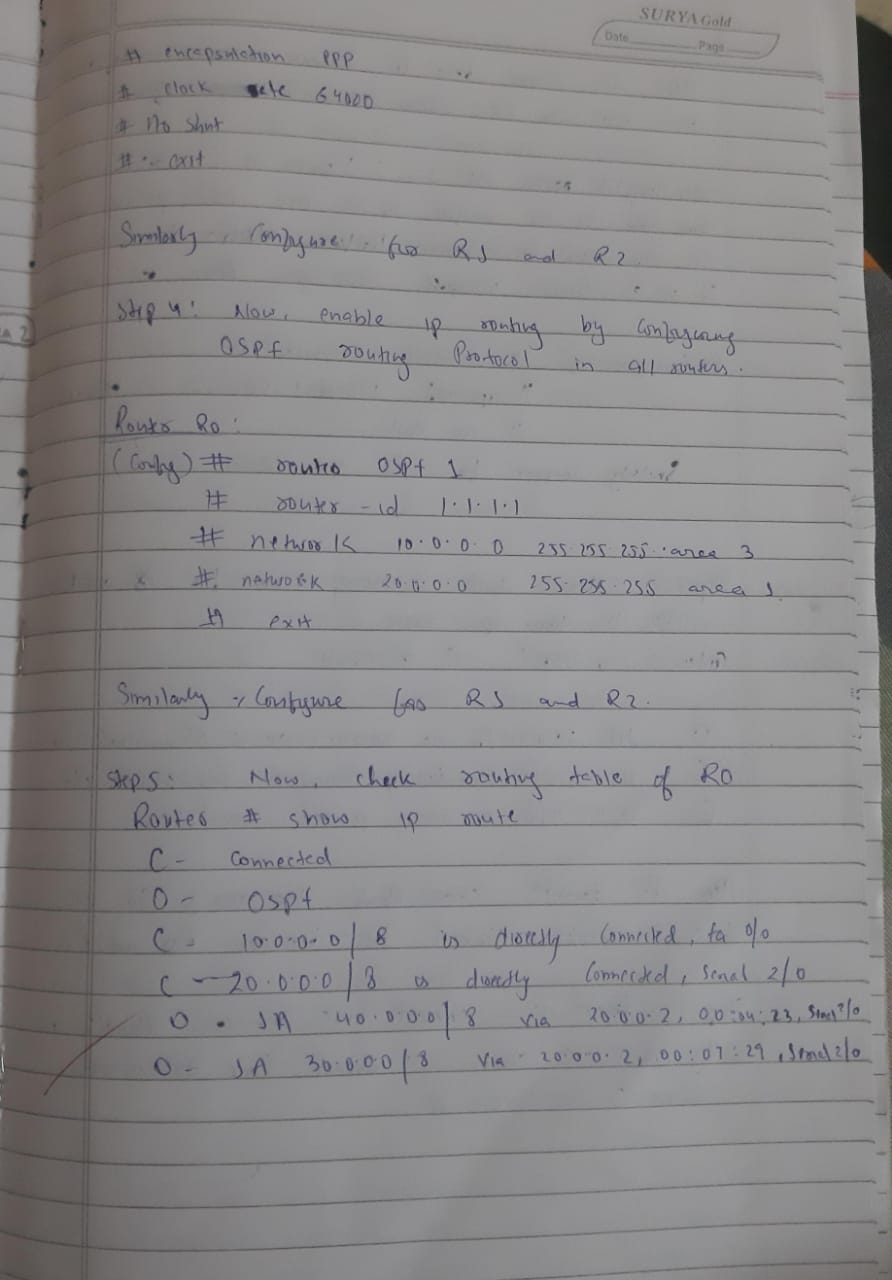 SURYA Gold
Date Page
# encapsulation PPP
# clock rate 64000
# No shut
# exit
Similarly, Configure for R1 and R2
Step 4: Now, enable ip routing by Configuring
OSPF routing Protocol in all routers.
Router R0:
(Config) # router OSPf 1
# router-id 1.1.1.1
# network 10.0.0.0 255.255.255. area 3
# network 20.0.0.0 255.255.255 area 1
# exit
Similarly, Configure for R1 and R2.
Step 5: Now, check routing table of R0
Router # show ip route
C - Connected
O - OSPf
C - 10.0.0.0/8 is directly Connected, fa 0/0
C - 20.0.0.0/8 is directly Connected, Serial 2/0
O - IA 40.0.0.0/8 via 20.0.0.2, 00:04:23, Serial 2/0
O - IA 30.0.0.0/8 Via 20.0.0.2, 00:07:29, Serial 2/0